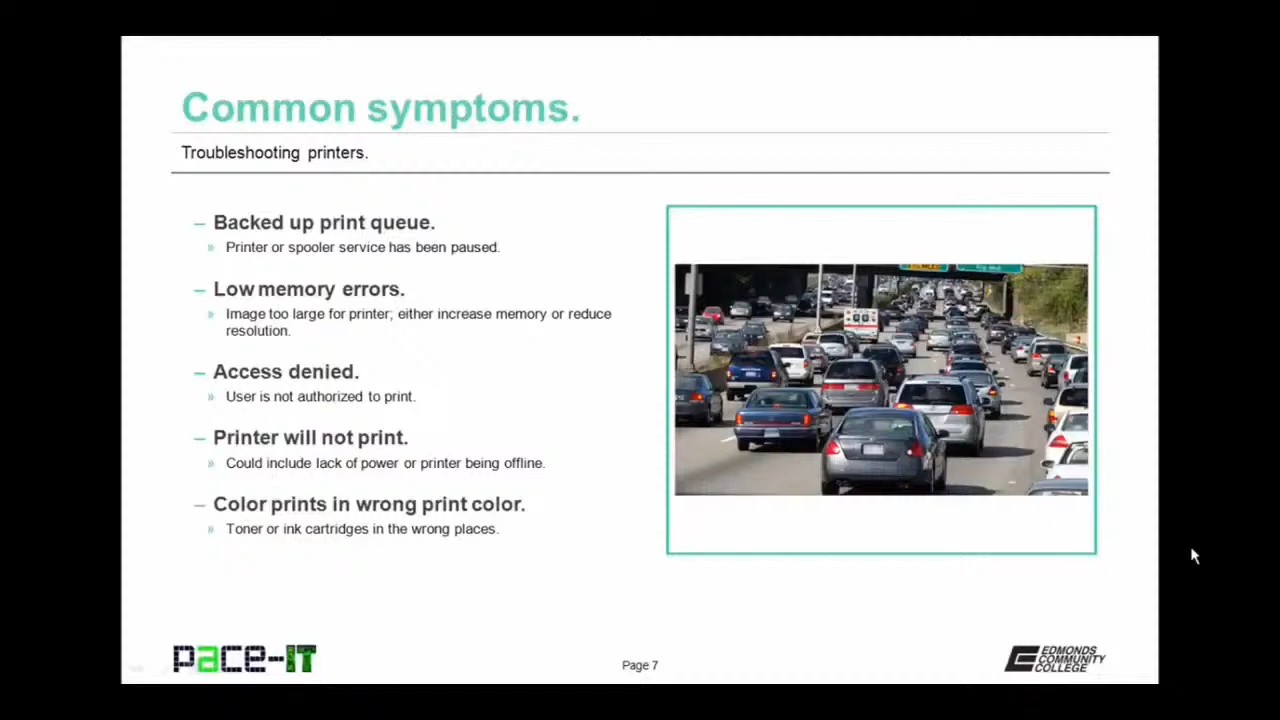 Common symptoms.
Troubleshooting printers.
– Backed up print queue.
» Printer or spooler service has been paused.
– Low memory errors.
» Image too large for printer; either increase memory or reduce
resolution.
– Access denied.
» User is not authorized to print.
– Printer will not print.
» Could include lack of power or printer being offline.
– Color prints in wrong print color.
» Toner or ink cartridges in the wrong places.
pace-IT
Page 7
EDMONDS
COMMUNITY
COLLEGE